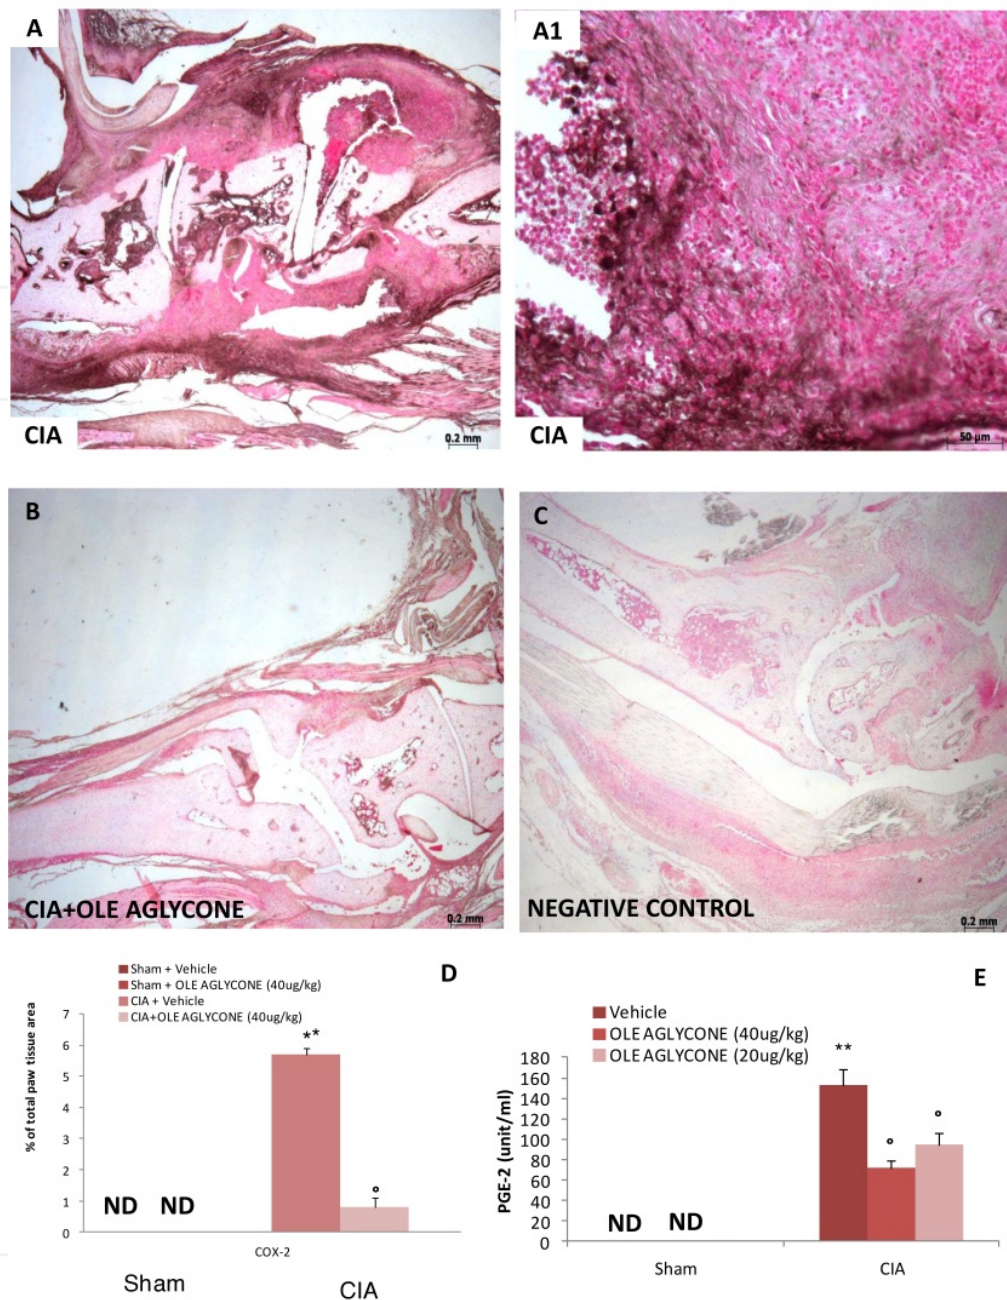 A
CIA
0.2 mm
A1
CIA
50 µm
B
CIA+OLE AGLYCONE
0.2 mm
C
NEGATIVE CONTROL
0.2 mm
D
Sham + Vehicle
Sham + OLE AGLYCONE (40ug/kg)
CIA + Vehicle
CIA+OLE AGLYCONE (40ug/kg)
% of total paw tissue area
7
6
5
4
3
2
1
0
**
°
ND ND
COX-2
Sham CIA
E
Vehicle
OLE AGLYCONE (40ug/kg)
OLE AGLYCONE (20ug/kg)
PGE-2 (unit/ml)
180
160
140
120
100
80
60
40
20
0
**
°
°
ND ND
Sham CIA